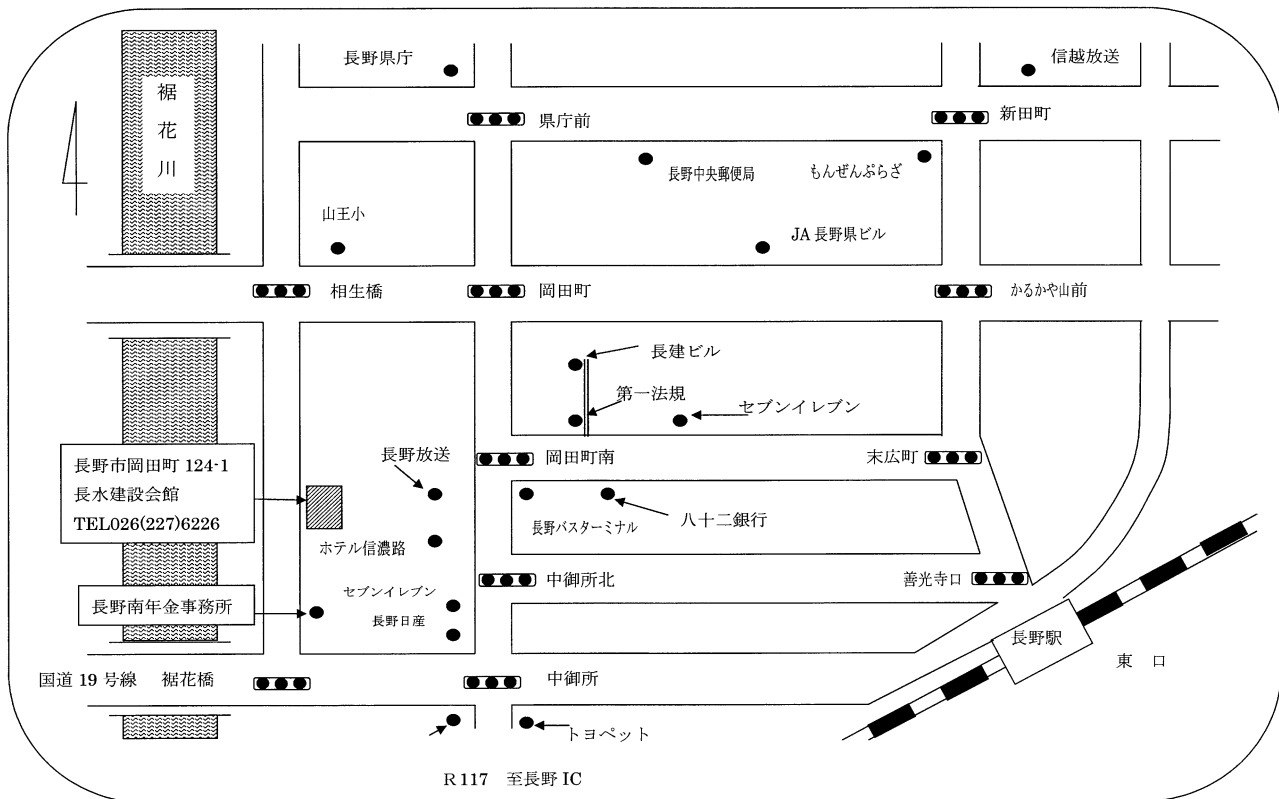 長野県庁
信越放送
裾花川
県庁前
新田町
長野中央郵便局
もんぜんぷらざ
山王小
JA 長野県ビル
相生橋
岡田町
かるかや山前
長建ビル
第一法規
セブンイレブン
長野市岡田町 124-1
長水建設会館
TEL026(227)6226
長野放送
岡田町南
末広町
長野バスターミナル
八十二銀行
ホテル信濃路
中御所北
善光寺口
セブンイレブン
長野南年金事務所
長野日産
長野駅
東 口
国道 19 号線 裾花橋
中御所
トヨペット
R 117 至長野 IC